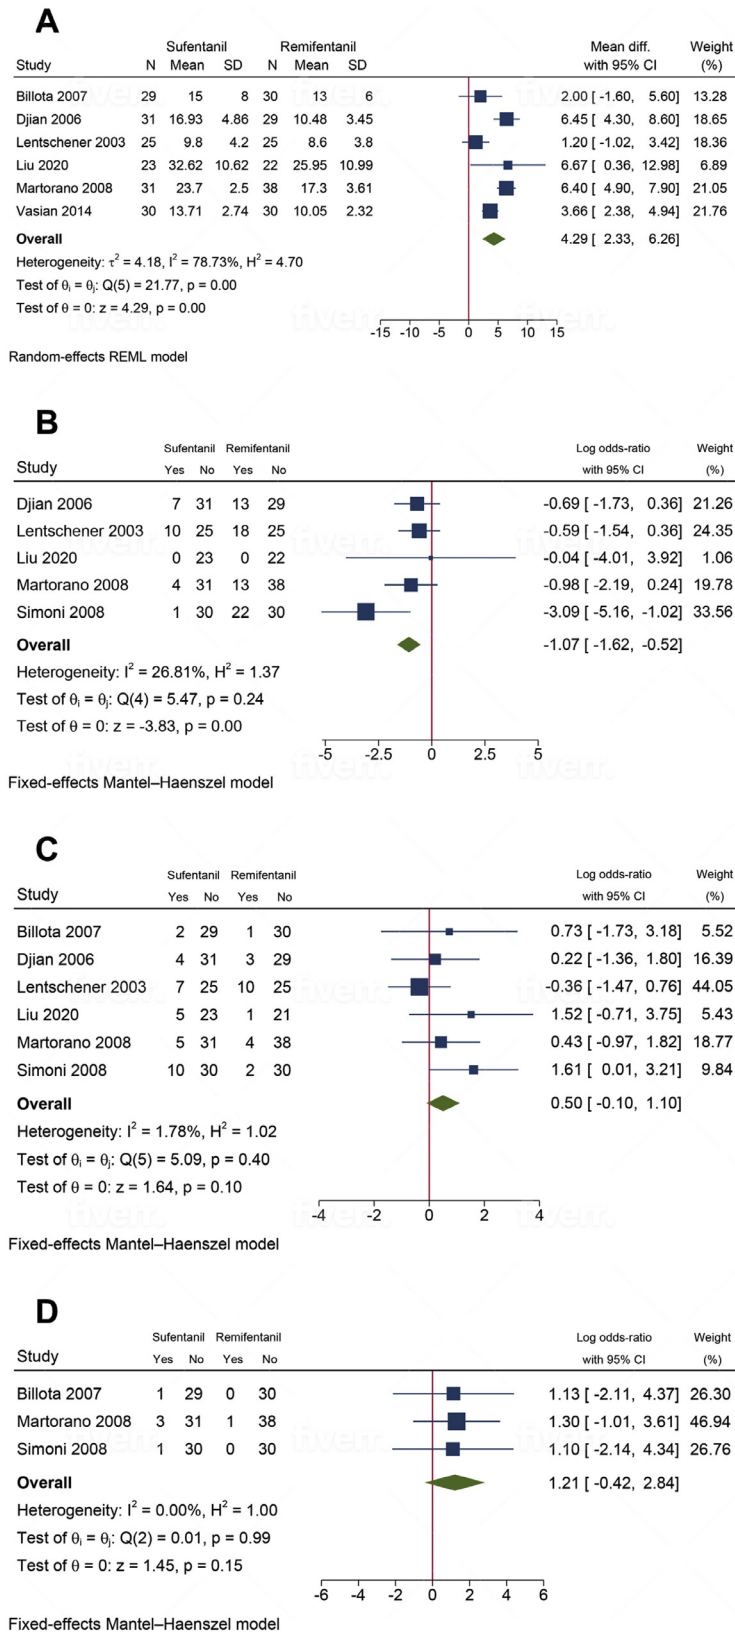 A
Sufentanil Remifentanil Mean diff. Weight
Study N Mean SD N Mean SD with 95% CI (%)
Billota 2007 29 15 8 30 13 6 2.00 [ -1.60, 5.60] 13.28
Djian 2006 31 16.93 4.86 29 10.48 3.45 6.45 [ 4.30, 8.60] 18.65
Lentschener 2003 25 9.8 4.2 25 8.6 3.8 1.20 [ -1.02, 3.42] 18.36
Liu 2020 23 32.62 10.62 22 25.95 10.99 6.67 [ 0.36, 12.98] 6.89
Martorano 2008 31 23.7 2.5 38 17.3 3.61 6.40 [ 4.90, 7.90] 21.05
Vasian 2014 30 13.71 2.74 30 10.05 2.32 3.66 [ 2.38, 4.94] 21.76
Overall 4.29 [ 2.33, 6.26]
Heterogeneity: τ² = 4.18, I² = 78.73%, H² = 4.70
Test of θᵢ = θⱼ: Q(5) = 21.77, p = 0.00
Test of θ = 0: z = 4.29, p = 0.00
fiverr. fiverr. fiverr.
-15 -10 -5 0 5 10 15
Random-effects REML model
B
Sufentanil Remifentanil Log odds-ratio Weight
Study Yes No Yes No with 95% CI (%)
Djian 2006 7 31 13 29 -0.69 [ -1.73, 0.36] 21.26
Lentschener 2003 10 25 18 25 -0.59 [ -1.54, 0.36] 24.35
Liu 2020 0 23 0 22 -0.04 [ -4.01, 3.92] 1.06
Martorano 2008 4 31 13 38 -0.98 [ -2.19, 0.24] 19.78
Simoni 2008 1 30 22 30 -3.09 [ -5.16, -1.02] 33.56
Overall -1.07 [ -1.62, -0.52]
Heterogeneity: I² = 26.81%, H² = 1.37
Test of θᵢ = θⱼ: Q(4) = 5.47, p = 0.24
Test of θ = 0: z = -3.83, p = 0.00
-5 -2.5 0 2.5 5
fiverr. fiverr. fiverr.
Fixed-effects Mantel–Haenszel model
C
Sufentanil Remifentanil Log odds-ratio Weight
Study Yes No Yes No with 95% CI (%)
Billota 2007 2 29 1 30 0.73 [ -1.73, 3.18] 5.52
Djian 2006 4 31 3 29 0.22 [ -1.36, 1.80] 16.39
Lentschener 2003 7 25 10 25 -0.36 [ -1.47, 0.76] 44.05
Liu 2020 5 23 1 21 1.52 [ -0.71, 3.75] 5.43
Martorano 2008 5 31 4 38 0.43 [ -0.97, 1.82] 18.77
Simoni 2008 10 30 2 30 1.61 [ 0.01, 3.21] 9.84
Overall 0.50 [ -0.10, 1.10]
Heterogeneity: I² = 1.78%, H² = 1.02
Test of θᵢ = θⱼ: Q(5) = 5.09, p = 0.40
Test of θ = 0: z = 1.64, p = 0.10
-4 -2 0 2 4
fiverr. fiverr. fiverr.
Fixed-effects Mantel–Haenszel model
D
Sufentanil Remifentanil Log odds-ratio Weight
Study Yes No Yes No with 95% CI (%)
Billota 2007 1 29 0 30 1.13 [ -2.11, 4.37] 26.30
Martorano 2008 3 31 1 38 1.30 [ -1.01, 3.61] 46.94
Simoni 2008 1 30 0 30 1.10 [ -2.14, 4.34] 26.76
Overall 1.21 [ -0.42, 2.84]
Heterogeneity: I² = 0.00%, H² = 1.00
Test of θᵢ = θⱼ: Q(2) = 0.01, p = 0.99
Test of θ = 0: z = 1.45, p = 0.15
-6 -4 -2 0 2 4 6
Fixed-effects Mantel–Haenszel model